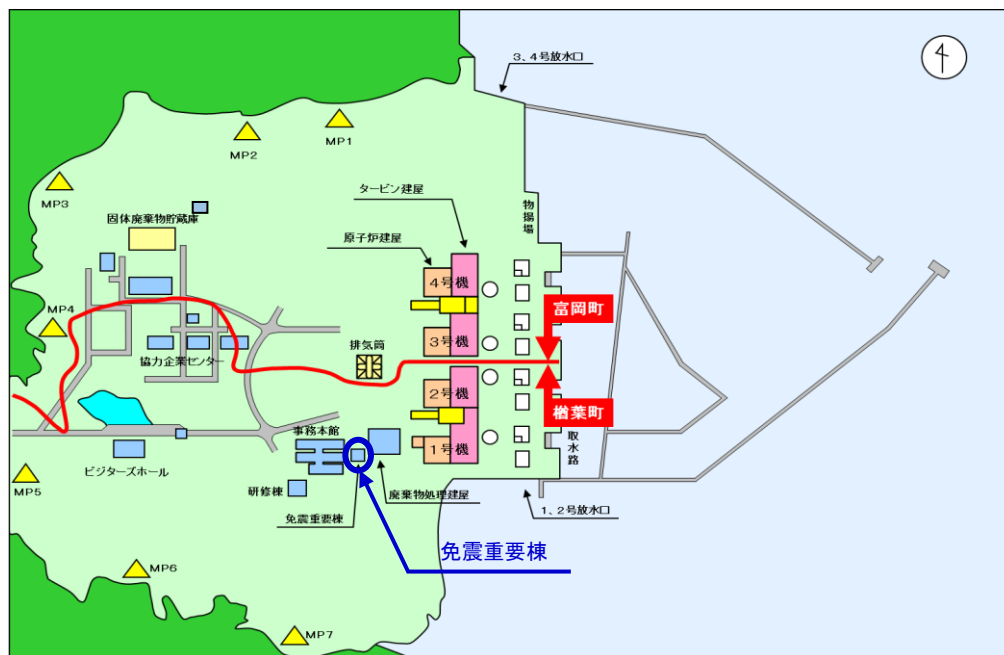 3、4号放水口
4
MP1
MP2
MP3
タービン建屋
物揚場
固体廃棄物貯蔵庫
原子炉建屋
4号機
MP4
富岡町
3号機
排気筒
協力企業センター
2号機
楢葉町
取水路
事務本館
1号機
ビジターズホール
MP5
研修棟
廃棄物処理建屋
免震重要棟
1、2号放水口
免震重要棟
MP6
MP7